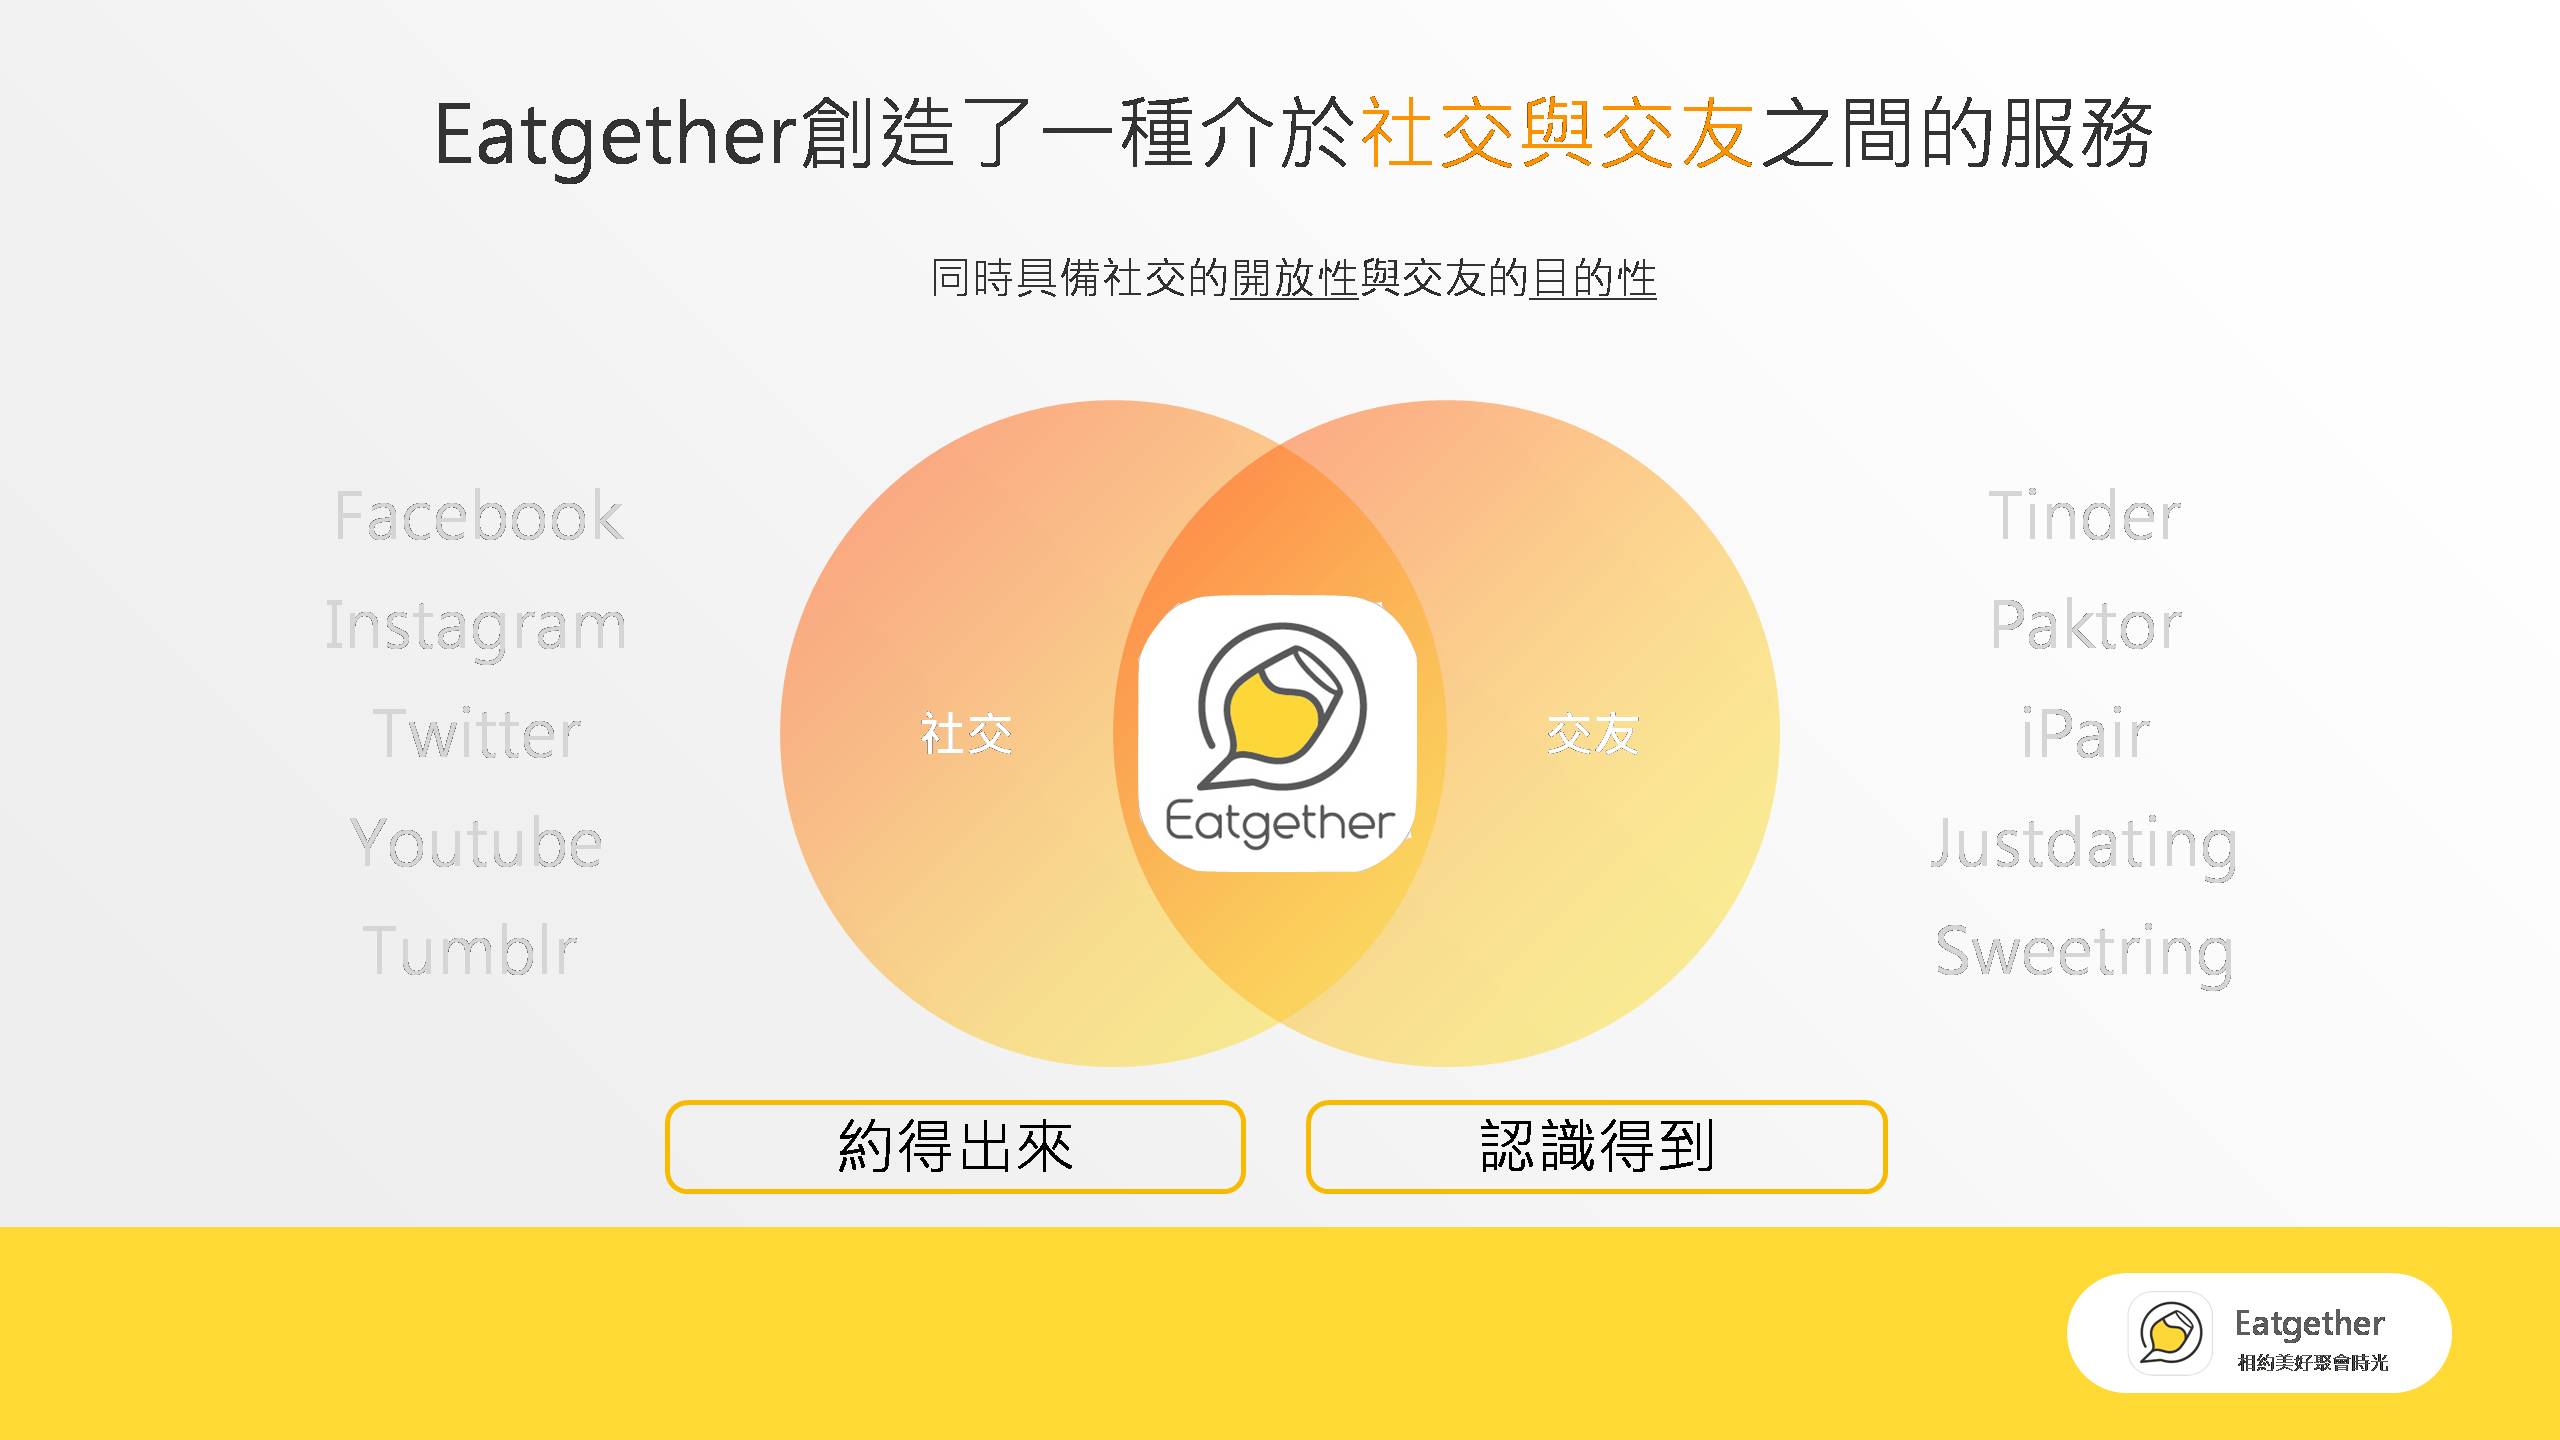 Eatgether創造了一種介於社交與交友之間的服務
同時具備社交的開放性與交友的目的性
Facebook
Instagram
Twitter
Youtube
Tumblr
社交
Eatgether
交友
Tinder
Paktor
iPair
Justdating
Sweetring
約得出來
認識得到
Eatgether
相約美好聚會時光